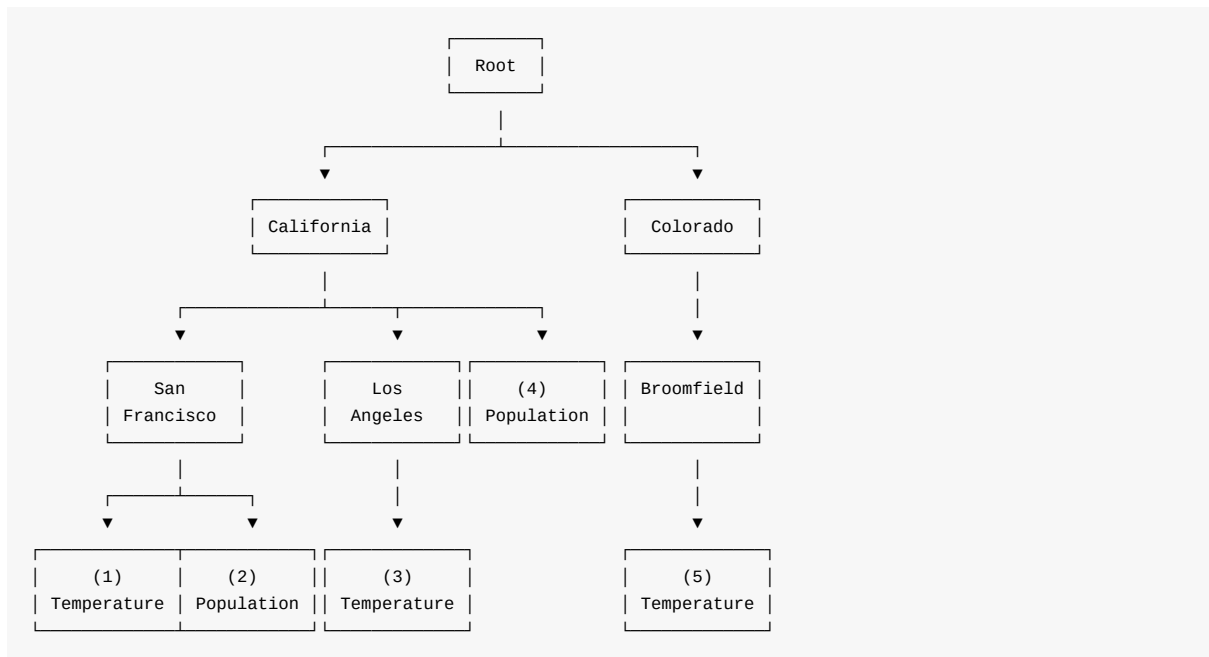 Root
California
Colorado
San
Francisco
Los
Angeles
(4)
Population
Broomfield
(1)
Temperature
(2)
Population
(3)
Temperature
(5)
Temperature